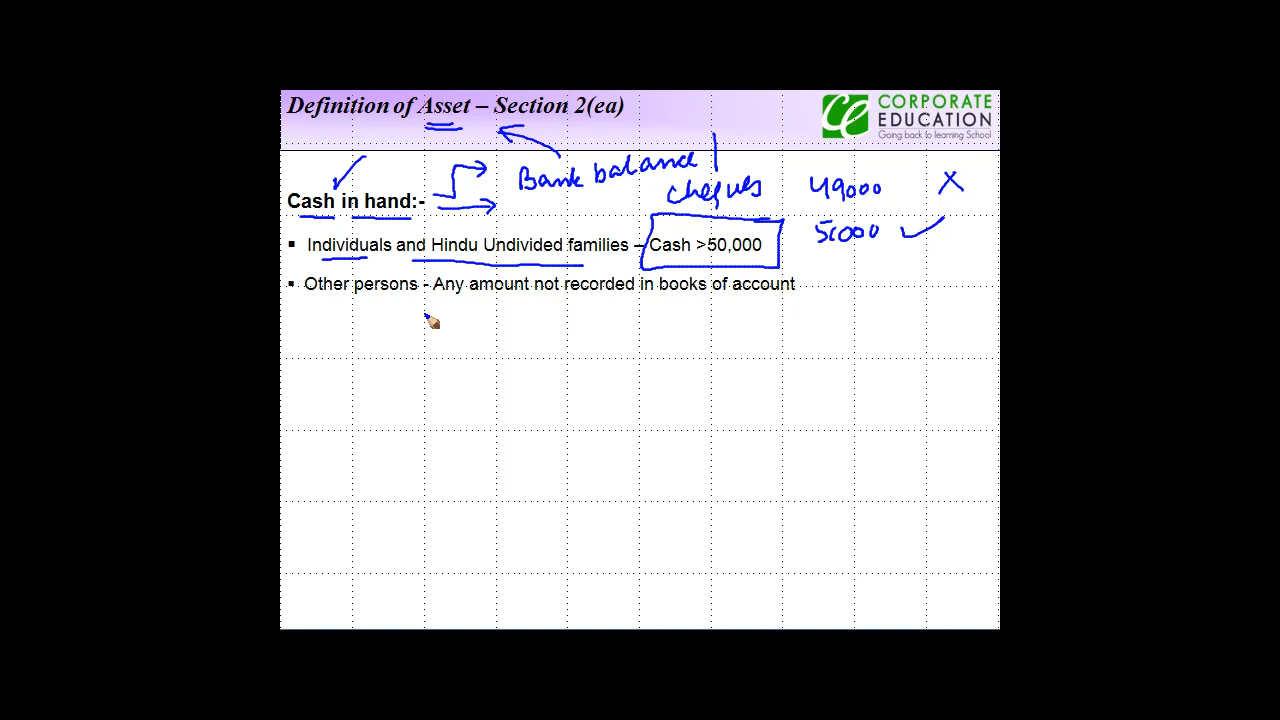 Definition of Asset – Section 2(ea)
CORPORATE
EDUCATION
Going back to learning School
Bank balance
Cheques
49000 X
Cash in hand:-
Individuals and Hindu Undivided families – Cash >50,000
Other persons - Any amount not recorded in books of account